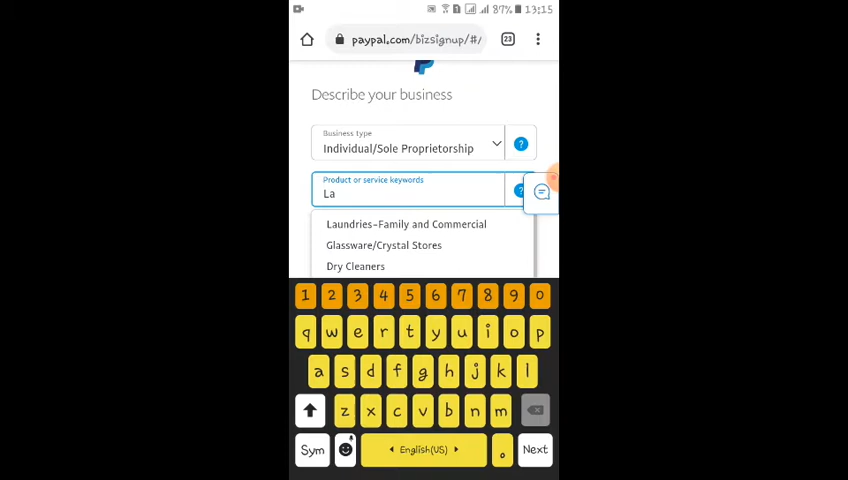 87% 13:15
paypal.com/bizsignup/#/ 23
Describe your business
Business type
Individual/Sole Proprietorship ?
Product or service keywords
La ?
Laundries-Family and Commercial
Glassware/Crystal Stores
Dry Cleaners
1 2 3 4 5 6 7 8 9 0
q w e r t y u i o p
a s d f g h j k l
z x c v b n m
Sym English(US) . Next